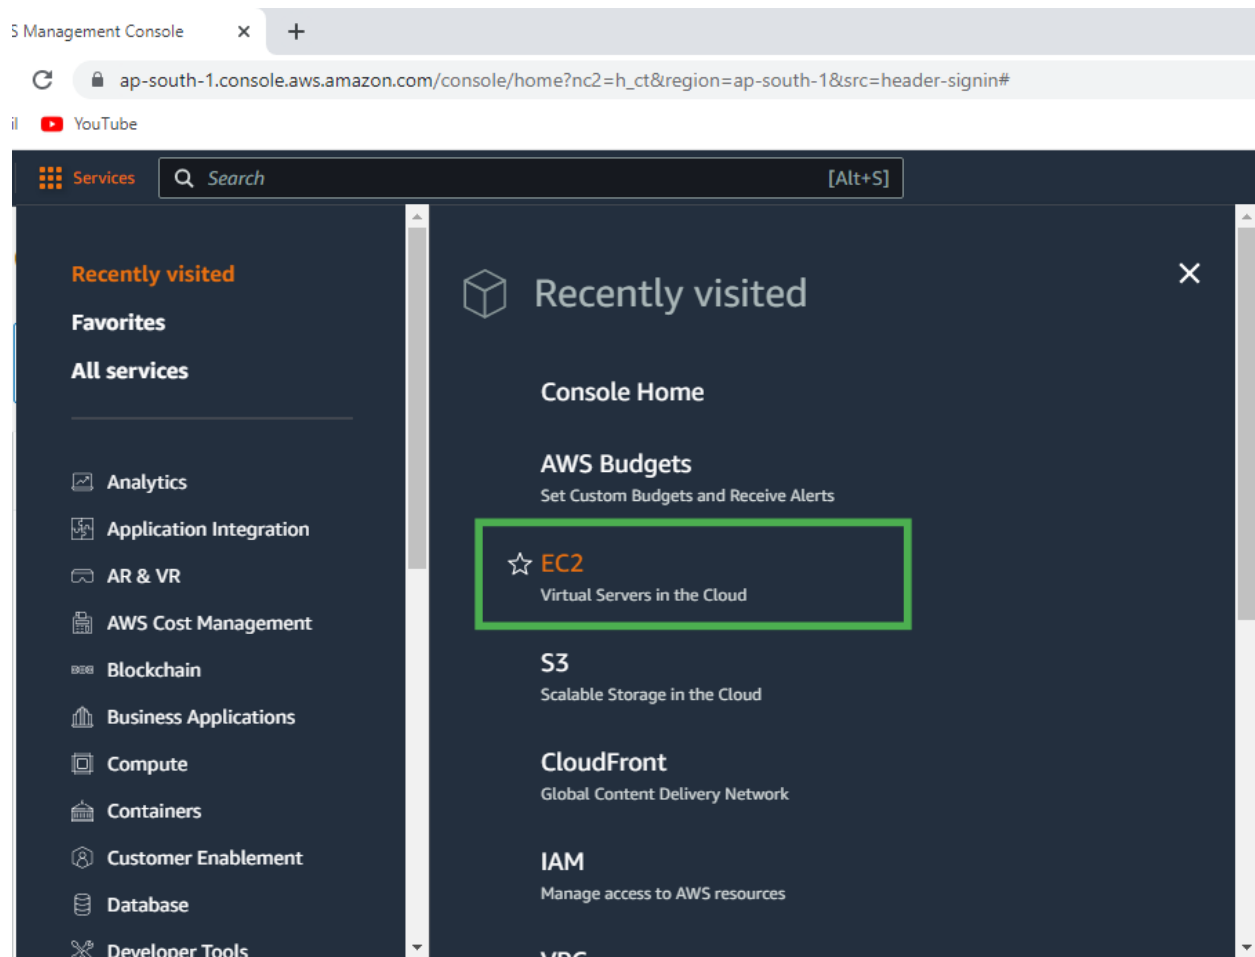 S Management Console
ap-south-1.console.aws.amazon.com/console/home?nc2=h_ct&region=ap-south-1&src=header-signin#
il YouTube
Services Search [Alt+S]
Recently visited
Favorites
All services
Analytics
Application Integration
AR & VR
AWS Cost Management
Blockchain
Business Applications
Compute
Containers
Customer Enablement
Database
Developer Tools
Recently visited
Console Home
AWS Budgets
Set Custom Budgets and Receive Alerts
EC2
Virtual Servers in the Cloud
S3
Scalable Storage in the Cloud
CloudFront
Global Content Delivery Network
IAM
Manage access to AWS resources
VPC